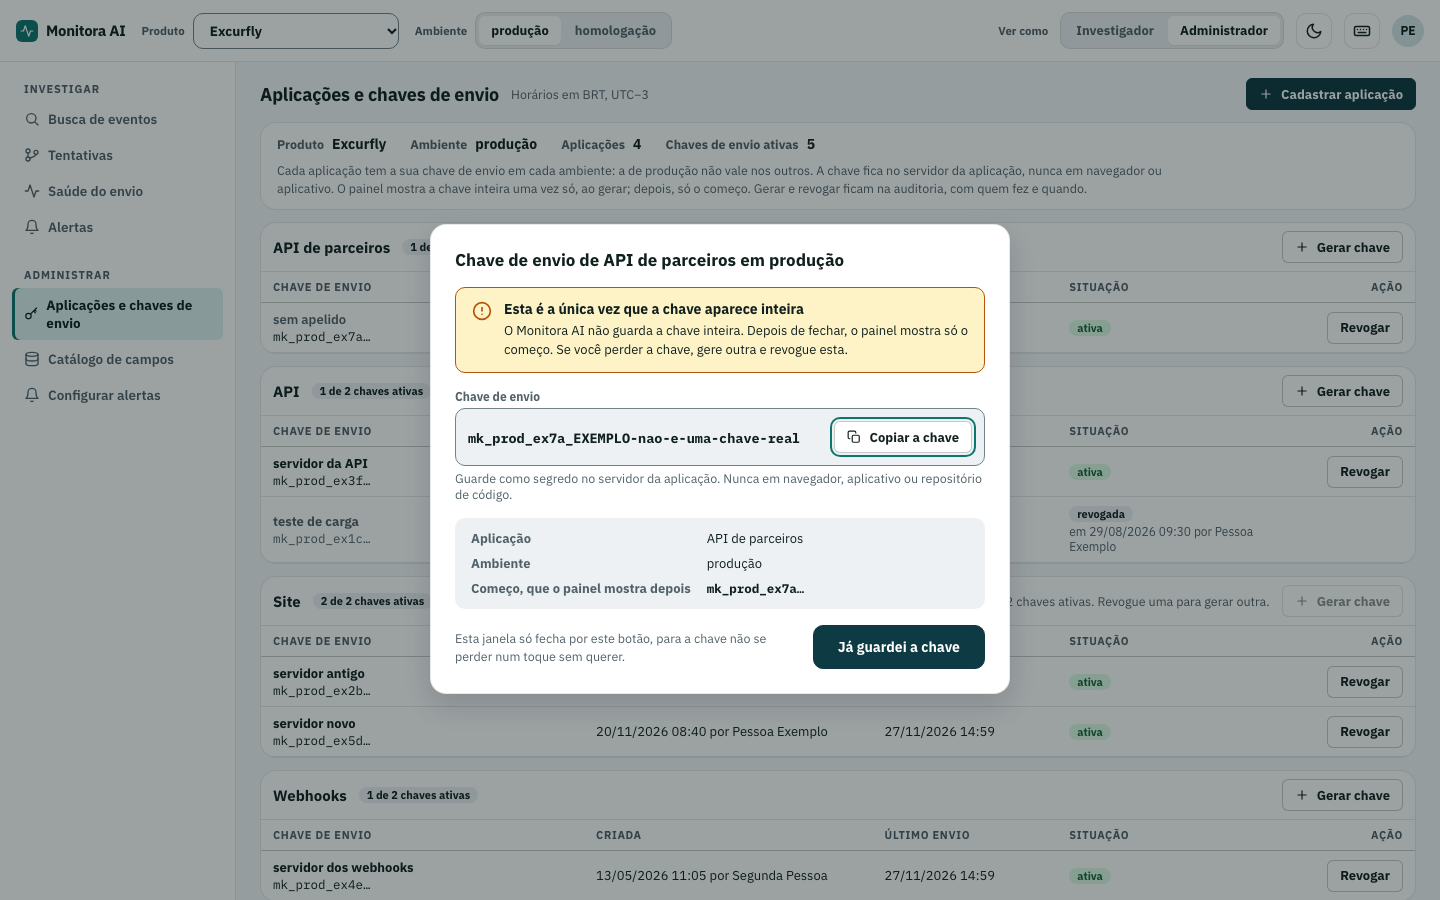 Monitora AI
Produto
Excurfly
Ambiente
produção
homologação
Ver como
Investigador
Administrador
PE
INVESTIGAR
Busca de eventos
Tentativas
Saúde do envio
Alertas
ADMINISTRAR
Aplicações e chaves de
envio
Catálogo de campos
Configurar alertas
Aplicações e chaves de envio
Horários em BRT, UTC−3
Cadastrar aplicação
Produto Excurfly
Ambiente produção
Aplicações 4
Chaves de envio ativas 5
Cada aplicação tem a sua chave de envio em cada ambiente: a de produção não vale nos outros. A chave fica no servidor da aplicação, nunca em navegador ou
aplicativo. O painel mostra a chave inteira uma vez só, ao gerar; depois, só o começo. Gerar e revogar ficam na auditoria, com quem fez e quando.
API de parceiros
1 de
Gerar chave
CHAVE DE ENVIO
SITUAÇÃO
AÇÃO
sem apelido
mk_prod_ex7a…
ativa
Revogar
API
1 de 2 chaves ativas
Gerar chave
CHAVE DE ENVIO
SITUAÇÃO
AÇÃO
servidor da API
mk_prod_ex3f…
ativa
Revogar
teste de carga
mk_prod_ex1c…
revogada
em 29/08/2026 09:30 por Pessoa
Exemplo
Site
2 de 2 chaves ativas
2 chaves ativas. Revogue uma para gerar outra.
Gerar chave
CHAVE DE ENVIO
SITUAÇÃO
AÇÃO
servidor antigo
mk_prod_ex2b…
ativa
Revogar
servidor novo
mk_prod_ex5d…
20/11/2026 08:40 por Pessoa Exemplo
27/11/2026 14:59
ativa
Revogar
Webhooks
1 de 2 chaves ativas
Gerar chave
CHAVE DE ENVIO
CRIADA
ÚLTIMO ENVIO
SITUAÇÃO
AÇÃO
servidor dos webhooks
mk_prod_ex4e…
13/05/2026 11:05 por Segunda Pessoa
27/11/2026 14:59
ativa
Revogar
Chave de envio de API de parceiros em produção
Esta é a única vez que a chave aparece inteira
O Monitora AI não guarda a chave inteira. Depois de fechar, o painel mostra só o
começo. Se você perder a chave, gere outra e revogue esta.
Chave de envio
mk_prod_ex7a_EXEMPLO-nao-e-uma-chave-real
Copiar a chave
Guarde como segredo no servidor da aplicação. Nunca em navegador, aplicativo ou repositório
de código.
Aplicação
API de parceiros
Ambiente
produção
Começo, que o painel mostra depois
mk_prod_ex7a…
Esta janela só fecha por este botão, para a chave não se
perder num toque sem querer.
Já guardei a chave